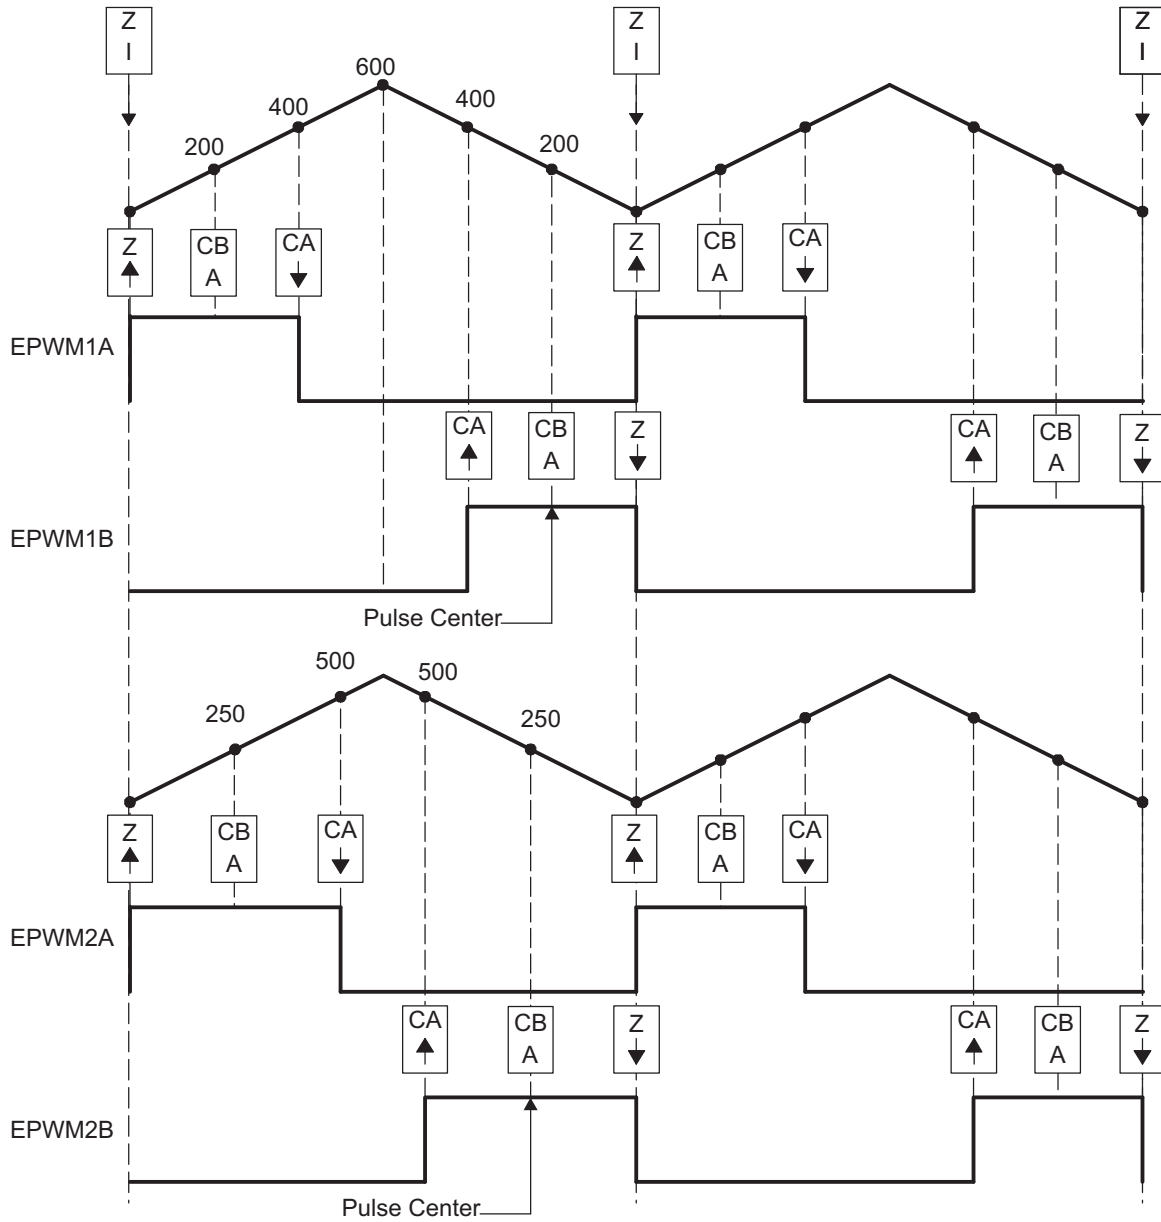 Z Z Z
I I I
600
400 400
200 200
Z CB CA Z CB CA
A A
EPWM1A
CA CB Z CA CB Z
A A
EPWM1B
Pulse Center
500 500
250 250
Z CB CA Z CB CA
A A
EPWM2A
CA CB Z CA CB Z
A A
EPWM2B
Pulse Center